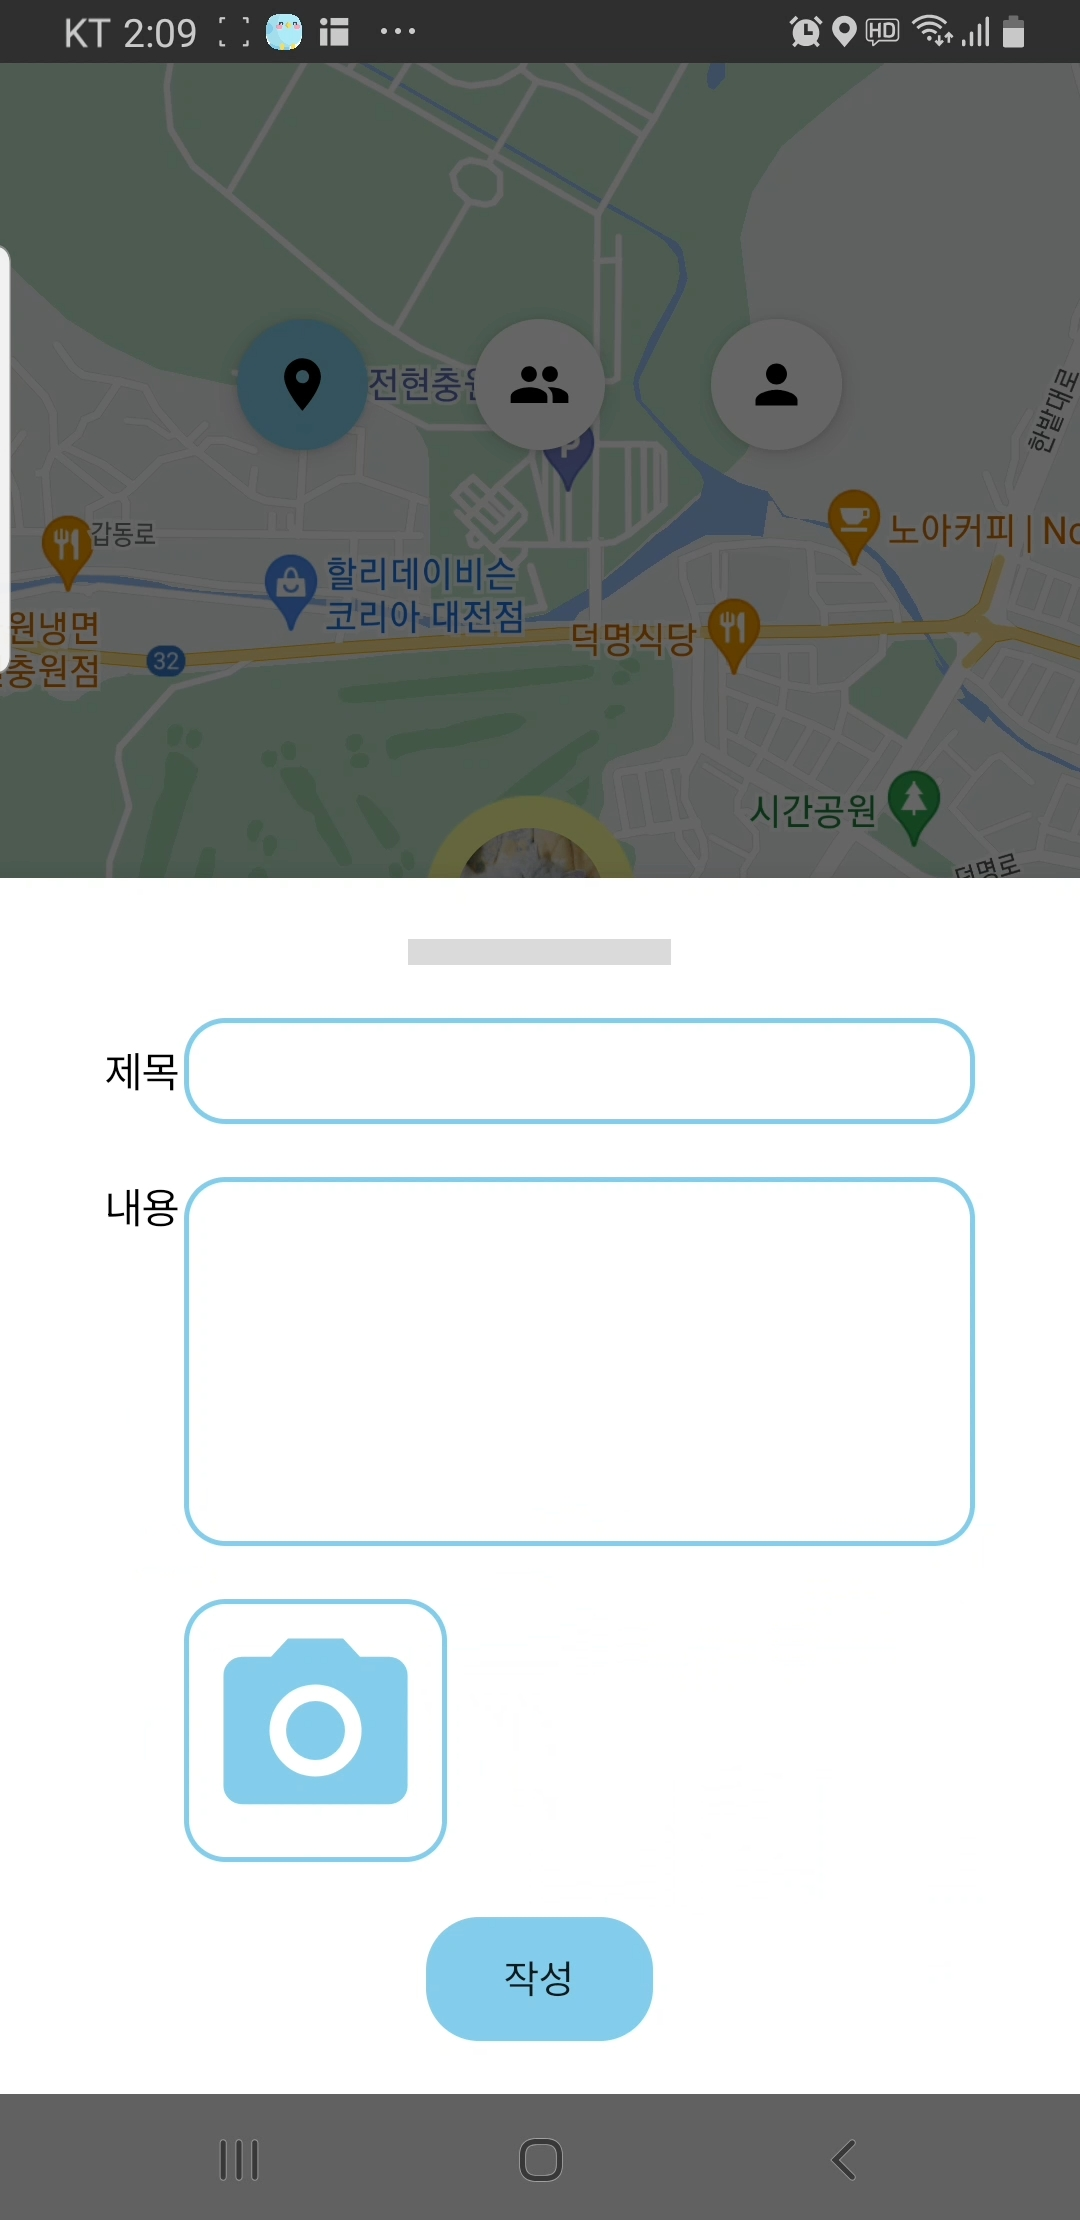 KT 2:09
HD
전현충원
한밭대로
P
갑동로
노아커피 | No
할리데이비슨
코리아 대전점
원냉면
충원점
32
덕명식당
시간공원
덕명로
제목
내용
작성